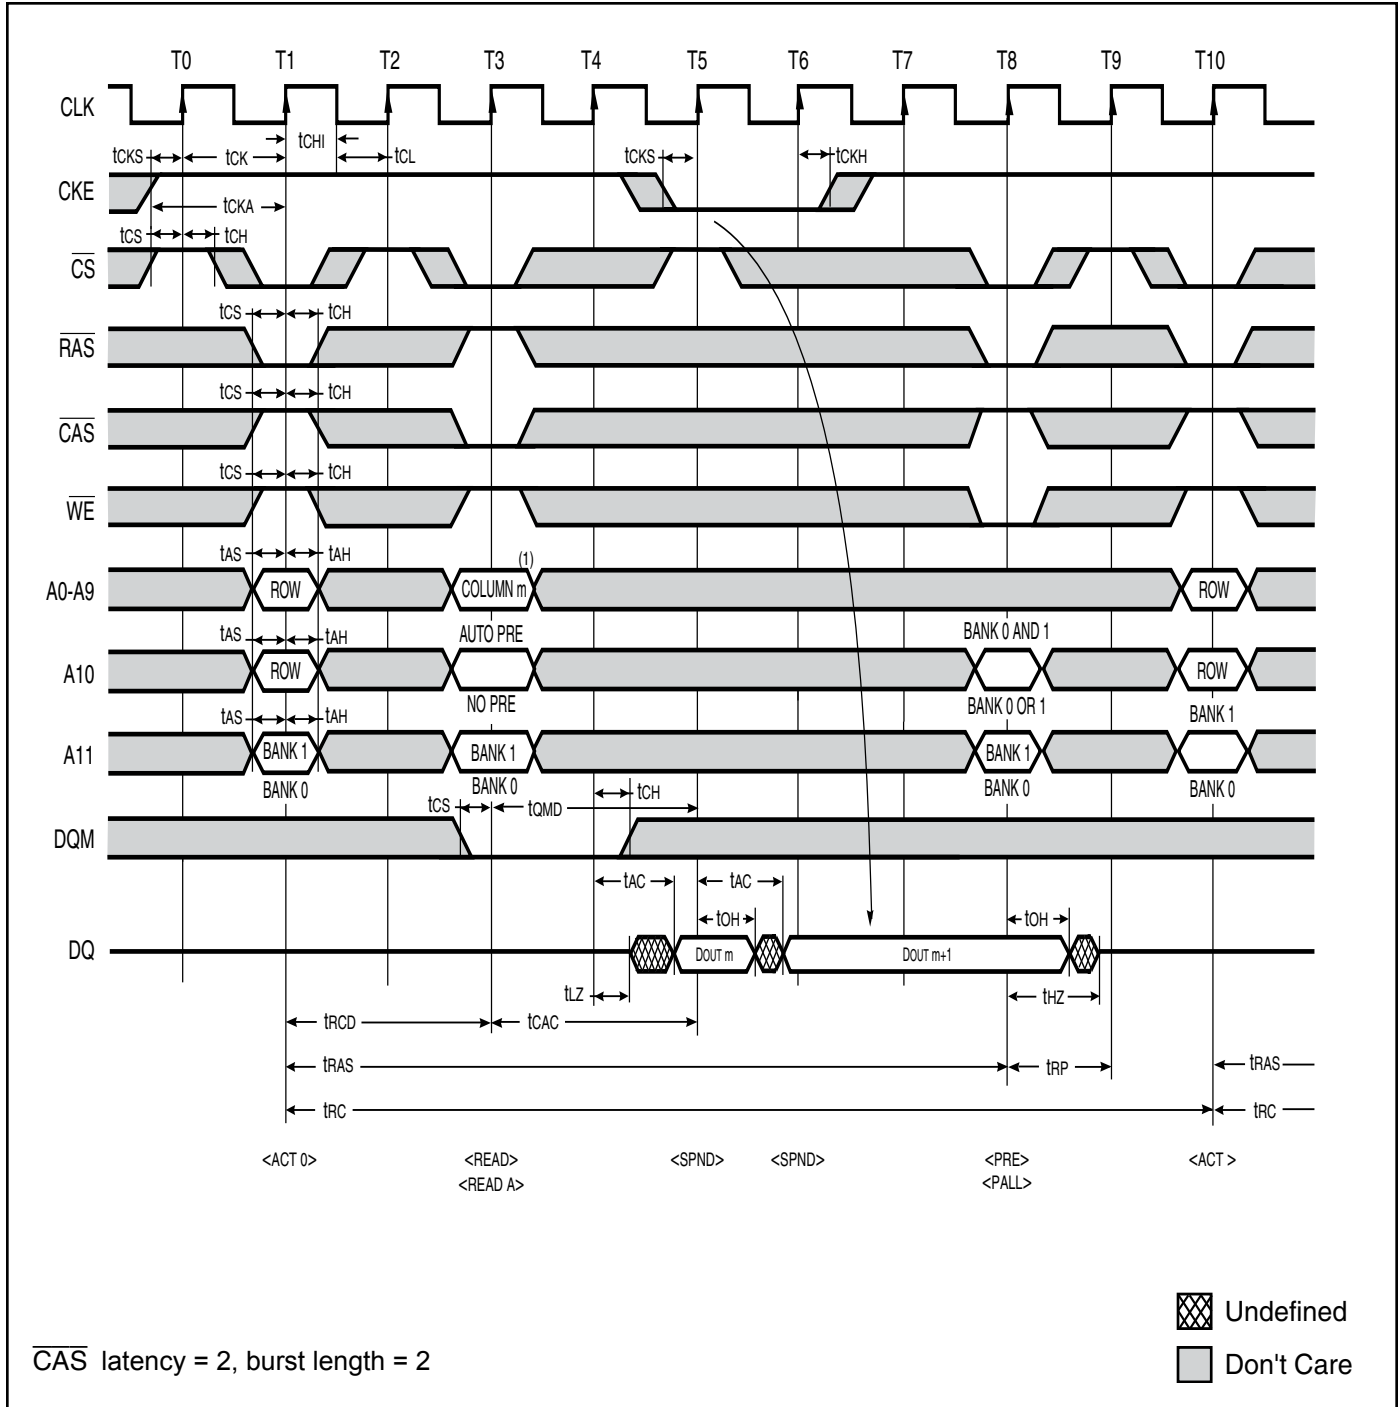 T0 T1 T2 T3 T4 T5 T6 T7 T8 T9 T10
CLK
tCHI
tCKS tCK tCL tCKS tCKH
CKE
tCKA
tCS tCH
CS
tCS tCH
RAS
tCS tCH
CAS
tCS tCH
WE
tAS tAH (1)
A0-A9 ROW COLUMN m ROW
tAS tAH AUTO PRE BANK 0 AND 1
A10 ROW ROW
NO PRE BANK 0 OR 1
tAS tAH BANK 1
A11 BANK 1 BANK 1 BANK 1
BANK 0 BANK 0 BANK 0 BANK 0
tCH
tCS tQMD
DQM
tAC tAC
tOH tOH
DQ DOUT m DOUT m+1
tLZ tHZ
tRCD tCAC
tRAS tRP tRAS
tRC tRC
<ACT 0> <READ> <SPND> <SPND> <PRE> <ACT >
<READ A> <PALL>
Undefined
CAS latency = 2, burst length = 2
Don't Care